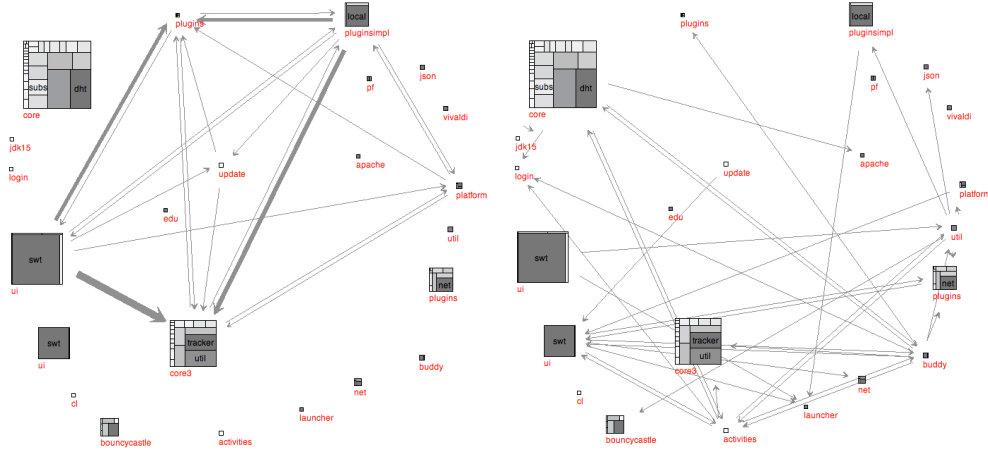 plugins
local
pluginsimpl
json
pf
subs
dht
core
vivaldi
jdk15
apache
login
update
platform
edu
util
swt
ui
net
plugins
swt
ui
tracker
util
core3
buddy
net
cl
launcher
bouncycastle
activities
plugins
local
pluginsimpl
json
pf
subs
dht
core
vivaldi
jdk15
apache
login
update
platform
edu
util
swt
ui
net
plugins
swt
ui
tracker
util
core3
buddy
net
cl
launcher
bouncycastle
activities